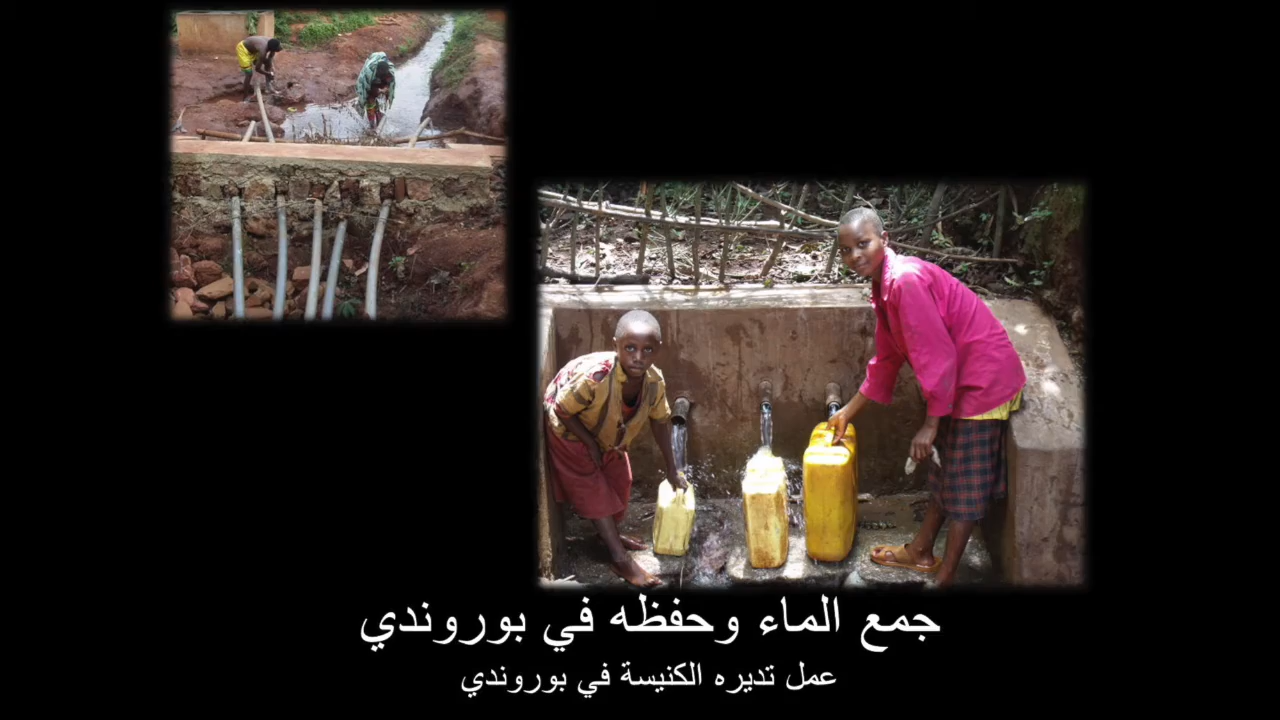 جمع الماء وحفظه في بوروندي
عمل تديره الكنيسة في بوروندي